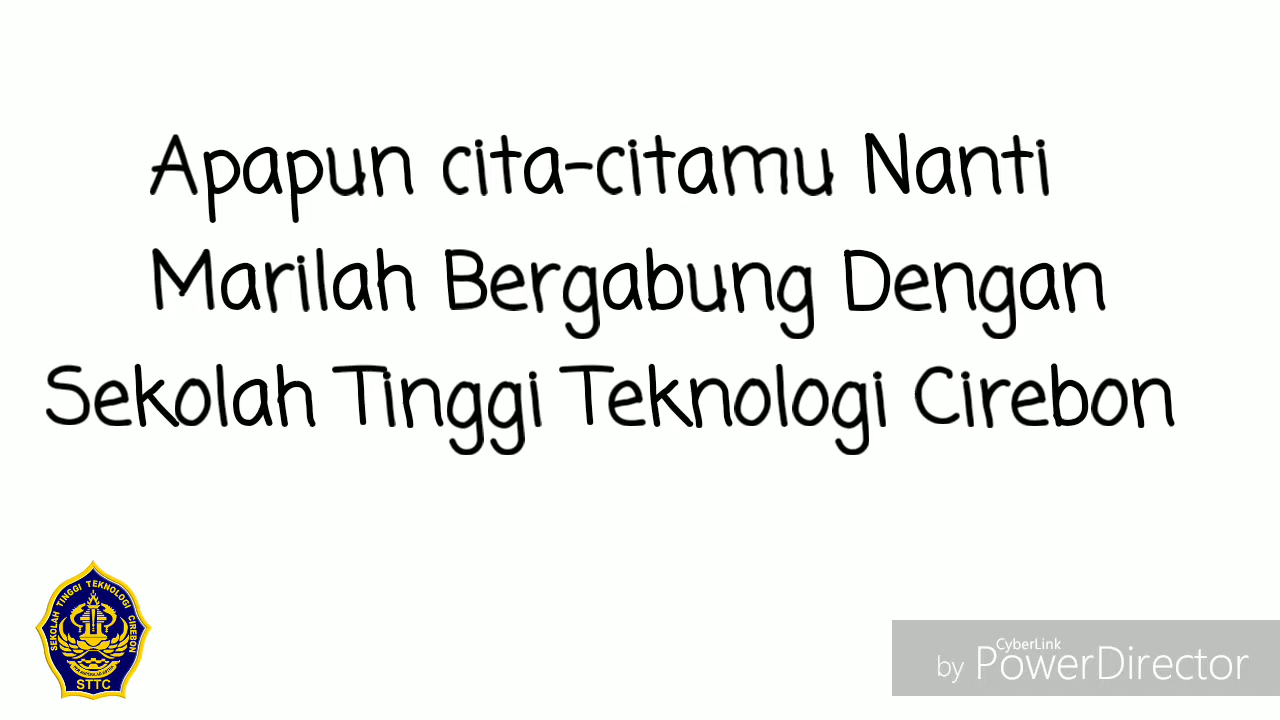 Apapun cita-citamu Nanti
Marilah Bergabung Dengan
Sekolah Tinggi Teknologi Cirebon
SEKOLAH TINGGI TEKNOLOGI CIREBON
STTC
CyberLink
by PowerDirector